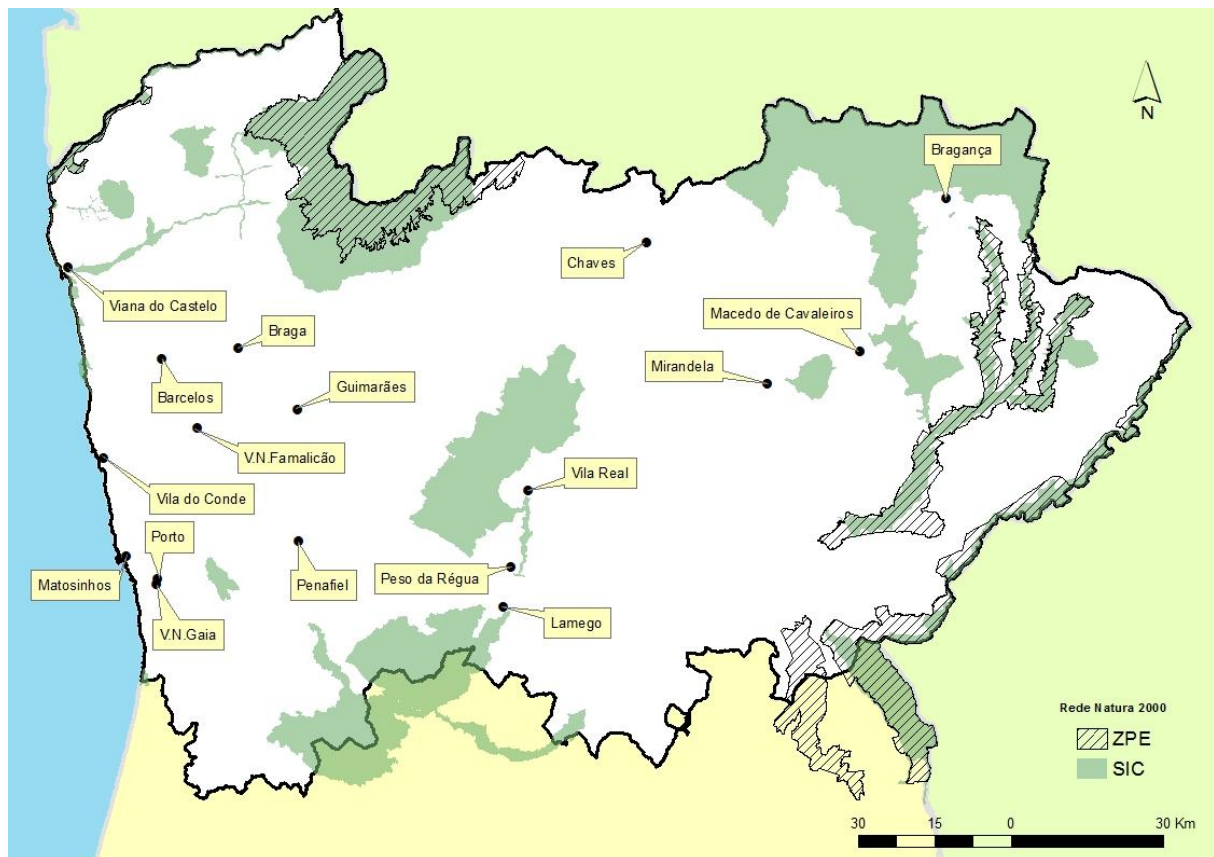 N
Bragança
Chaves
Viana do Castelo
Macedo de Cavaleiros
Braga
Mirandela
Guimarães
Barcelos
V.N.Famalicão
Vila Real
Vila do Conde
Porto
Matosinhos
Penafiel
Peso da Régua
Lamego
V.N.Gaia
Rede Natura 2000
ZPE
SIC
30 15 0 30 Km